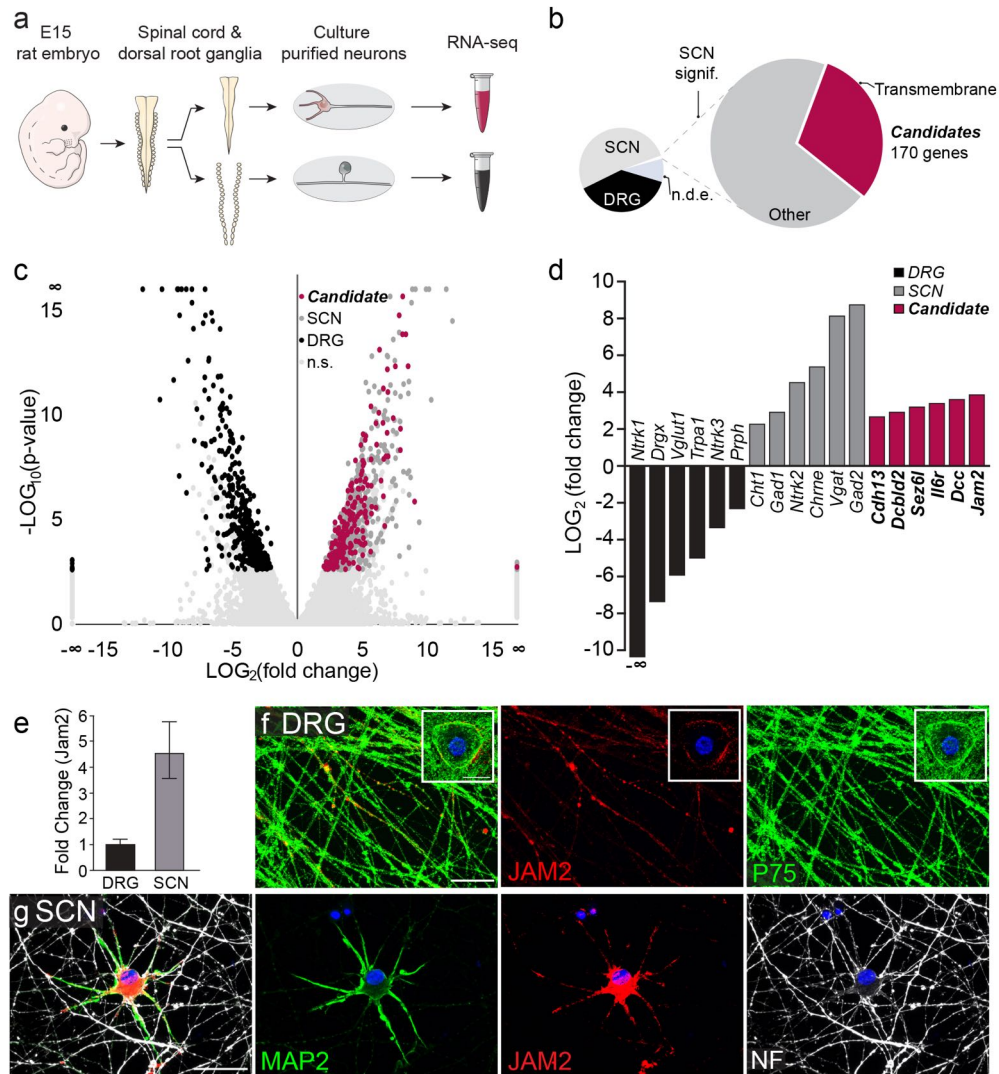 a
E15
rat embryo
Spinal cord &
dorsal root ganglia
Culture
purified neurons
RNA-seq
b
SCN
signif.
Transmembrane
Candidates
170 genes
SCN
DRG
n.d.e.
Other
c
-LOG10(p-value)
∞
15
10
5
0
Candidate
SCN
DRG
n.s.
-∞ -15 -10 -5 0 5 10 15 ∞
LOG2(fold change)
d
LOG2 (fold change)
10
8
6
4
2
0
-2
-4
-6
-8
-10
-∞
DRG
SCN
Candidate
Ntrk1
Drgx
Vglut1
Trpa1
Ntrk3
Prph
Cht1
Gad1
Ntrk2
Chrne
Vgat
Gad2
Cdh13
Dcbld2
Sez6l
Il6r
Dcc
Jam2
e
Fold Change (Jam2)
7
6
5
4
3
2
1
0
DRG SCN
f DRG
JAM2
P75
g SCN
MAP2
JAM2
NF